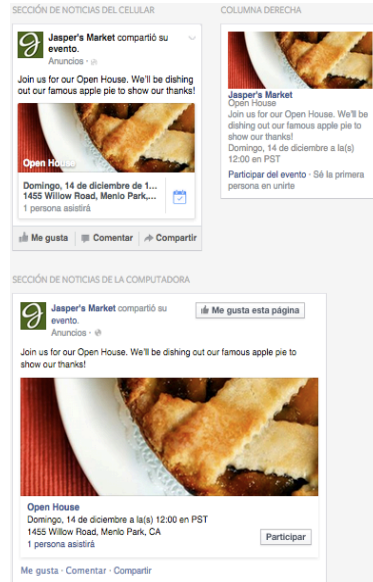 SECCIÓN DE NOTICIAS DEL CELULAR
Jasper's Market compartió su
evento.
Anuncios ·
Join us for our Open House. We'll be dishing
out our famous apple pie to show our thanks!
Open House
Domingo, 14 de diciembre de 1...
1455 Willow Road, Menlo Park,...
1 persona asistirá
Me gusta Comentar Compartir
COLUMNA DERECHA
Jasper's Market
Open House
Join us for our Open House. We'll be
dishing out our famous apple pie to
show our thanks!
Domingo, 14 de diciembre a la(s)
12:00 en PST
Participar del evento · Sé la primera
persona en unirte
SECCIÓN DE NOTICIAS DE LA COMPUTADORA
Jasper's Market compartió su
evento.
Anuncios ·
Me gusta esta página
Join us for our Open House. We'll be dishing out our famous apple pie to
show our thanks!
Open House
Domingo, 14 de diciembre a la(s) 12:00 en PST
1455 Willow Road, Menlo Park, CA
1 persona asistirá
Participar
Me gusta · Comentar · Compartir